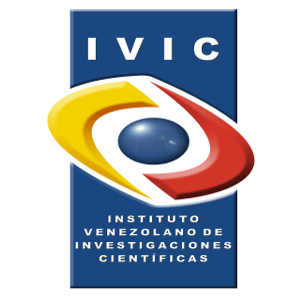 IVIC
INSTITUTO
VENEZOLANO DE
INVESTIGACIONES
CIENTÍFICAS